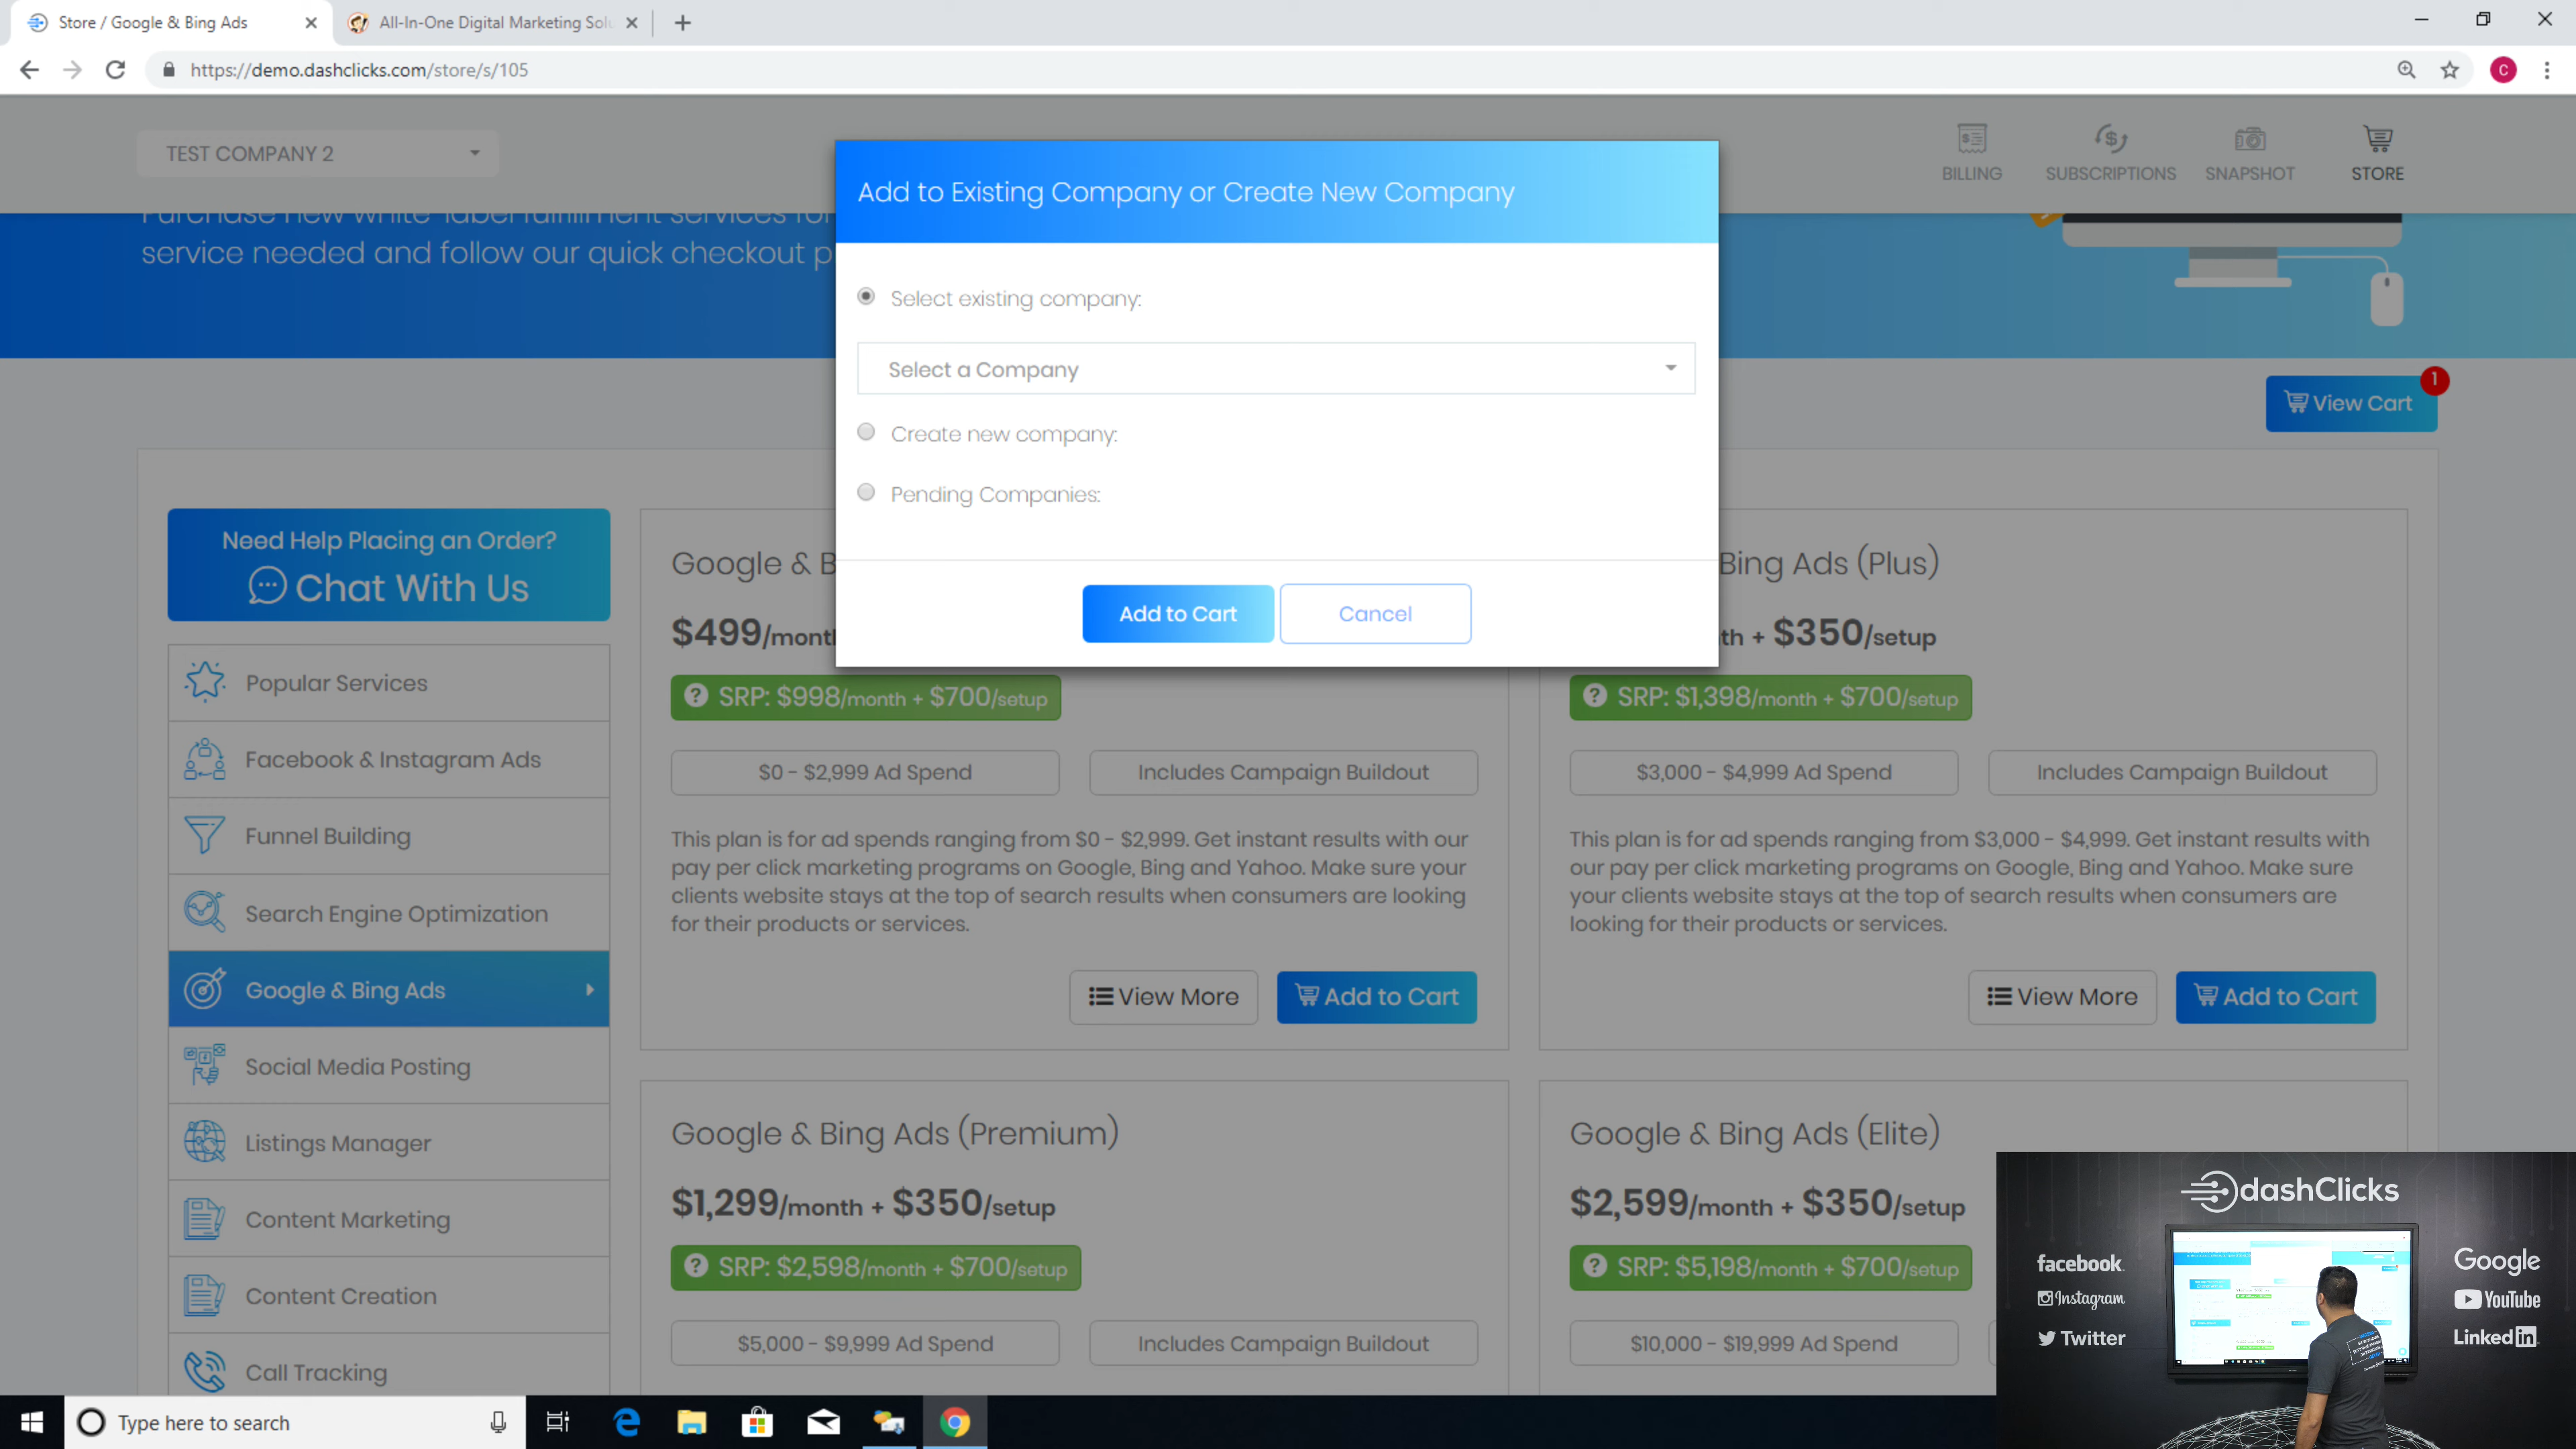 Store / Google & Bing Ads
All-In-One Digital Marketing Solu
https://demo.dashclicks.com/store/s/105
C
TEST COMPANY 2
BILLING
SUBSCRIPTIONS
SNAPSHOT
STORE
service needed and follow our quick checkout p
Add to Existing Company or Create New Company
Select existing company:
Select a Company
Create new company:
Pending Companies:
Add to Cart
Cancel
View Cart
1
Need Help Placing an Order?
Chat With Us
Popular Services
Facebook & Instagram Ads
Funnel Building
Search Engine Optimization
Google & Bing Ads
Social Media Posting
Listings Manager
Content Marketing
Content Creation
Call Tracking
Google & B
$499/month
SRP: $998/month + $700/setup
$0 - $2,999 Ad Spend
Includes Campaign Buildout
This plan is for ad spends ranging from $0 - $2,999. Get instant results with our
pay per click marketing programs on Google, Bing and Yahoo. Make sure your
clients website stays at the top of search results when consumers are looking
for their products or services.
View More
Add to Cart
Bing Ads (Plus)
th + $350/setup
SRP: $1,398/month + $700/setup
$3,000 - $4,999 Ad Spend
Includes Campaign Buildout
This plan is for ad spends ranging from $3,000 - $4,999. Get instant results with
our pay per click marketing programs on Google, Bing and Yahoo. Make sure
your clients website stays at the top of search results when consumers are
looking for their products or services.
View More
Add to Cart
Google & Bing Ads (Premium)
$1,299/month + $350/setup
SRP: $2,598/month + $700/setup
$5,000 - $9,999 Ad Spend
Includes Campaign Buildout
Google & Bing Ads (Elite)
$2,599/month + $350/setup
SRP: $5,198/month + $700/setup
$10,000 - $19,999 Ad Spend
dashClicks
facebook
Instagram
Twitter
Google
YouTube
LinkedIn
Type here to search